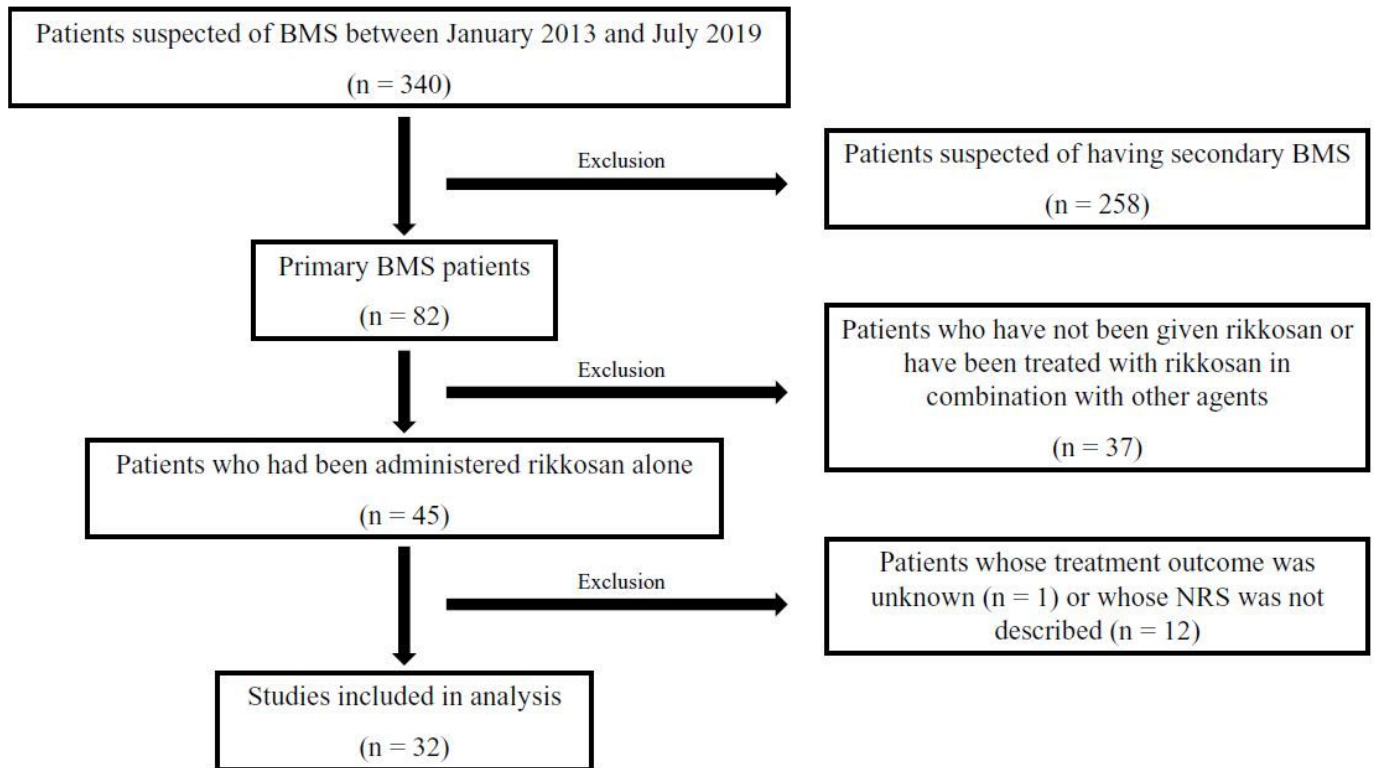 Patients suspected of BMS between January 2013 and July 2019
(n = 340)
Exclusion
Patients suspected of having secondary BMS
(n = 258)
Primary BMS patients
(n = 82)
Exclusion
Patients who have not been given rikkosan or
have been treated with rikkosan in
combination with other agents
(n = 37)
Patients who had been administered rikkosan alone
(n = 45)
Exclusion
Patients whose treatment outcome was
unknown (n = 1) or whose NRS was not
described (n = 12)
Studies included in analysis
(n = 32)